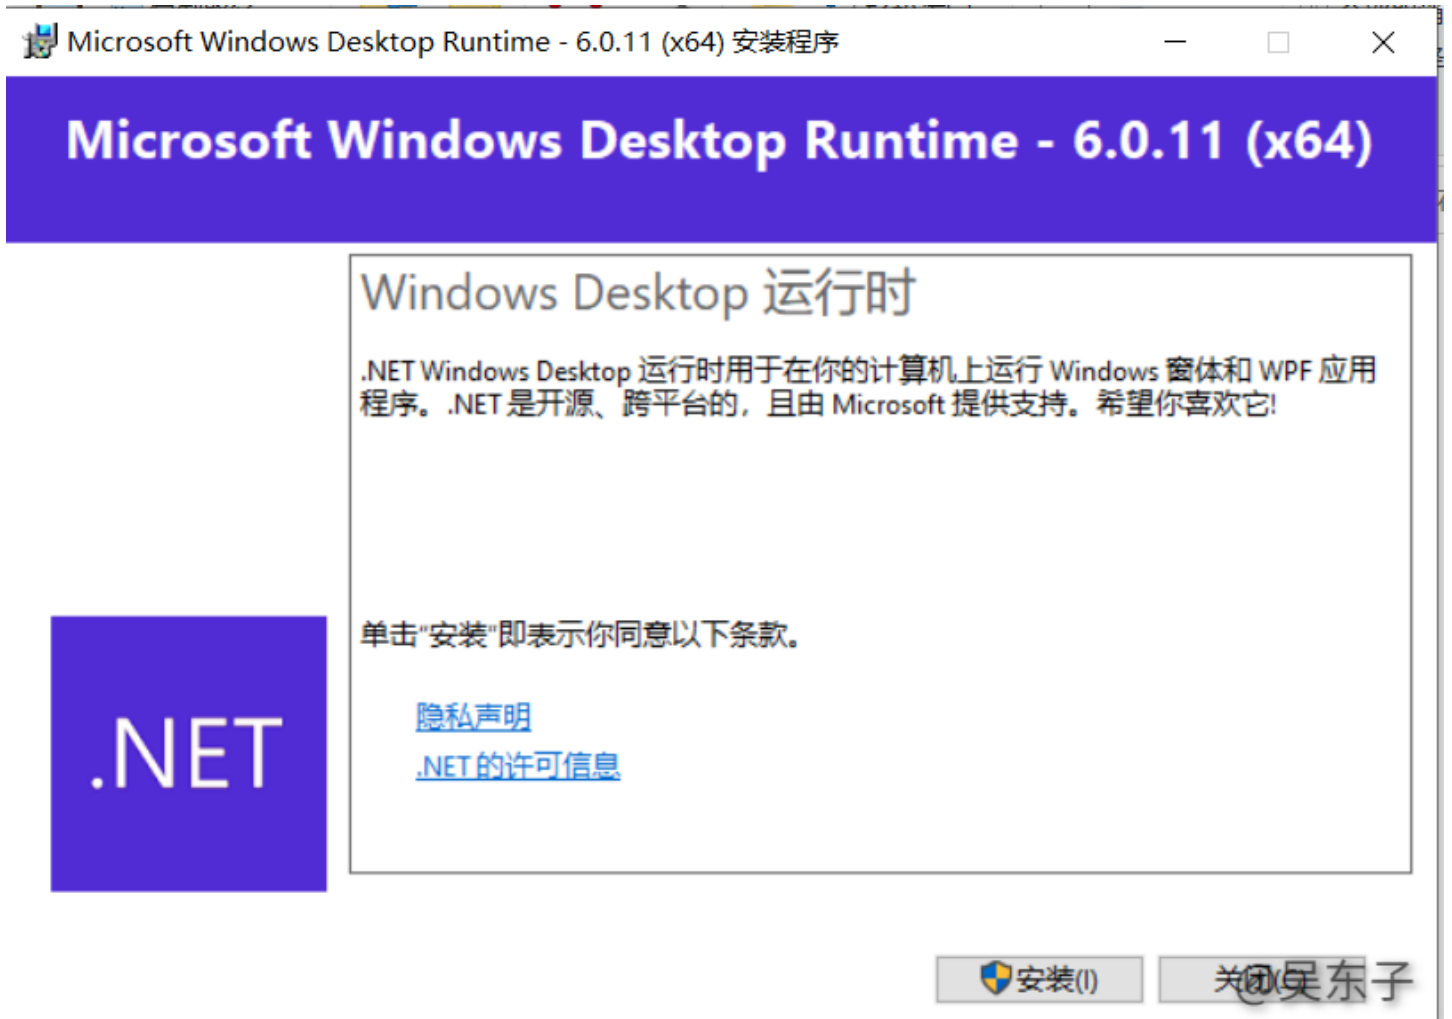 Microsoft Windows Desktop Runtime - 6.0.11 (x64) 安装程序
Microsoft Windows Desktop Runtime - 6.0.11 (x64)
Windows Desktop 运行时
.NET Windows Desktop 运行时用于在你的计算机上运行 Windows 窗体和 WPF 应用
程序。.NET 是开源、跨平台的，且由 Microsoft 提供支持。希望你喜欢它!
单击“安装”即表示你同意以下条款。
隐私声明
.NET 的许可信息
.NET
安装(I)
关闭(C)
@吴东子